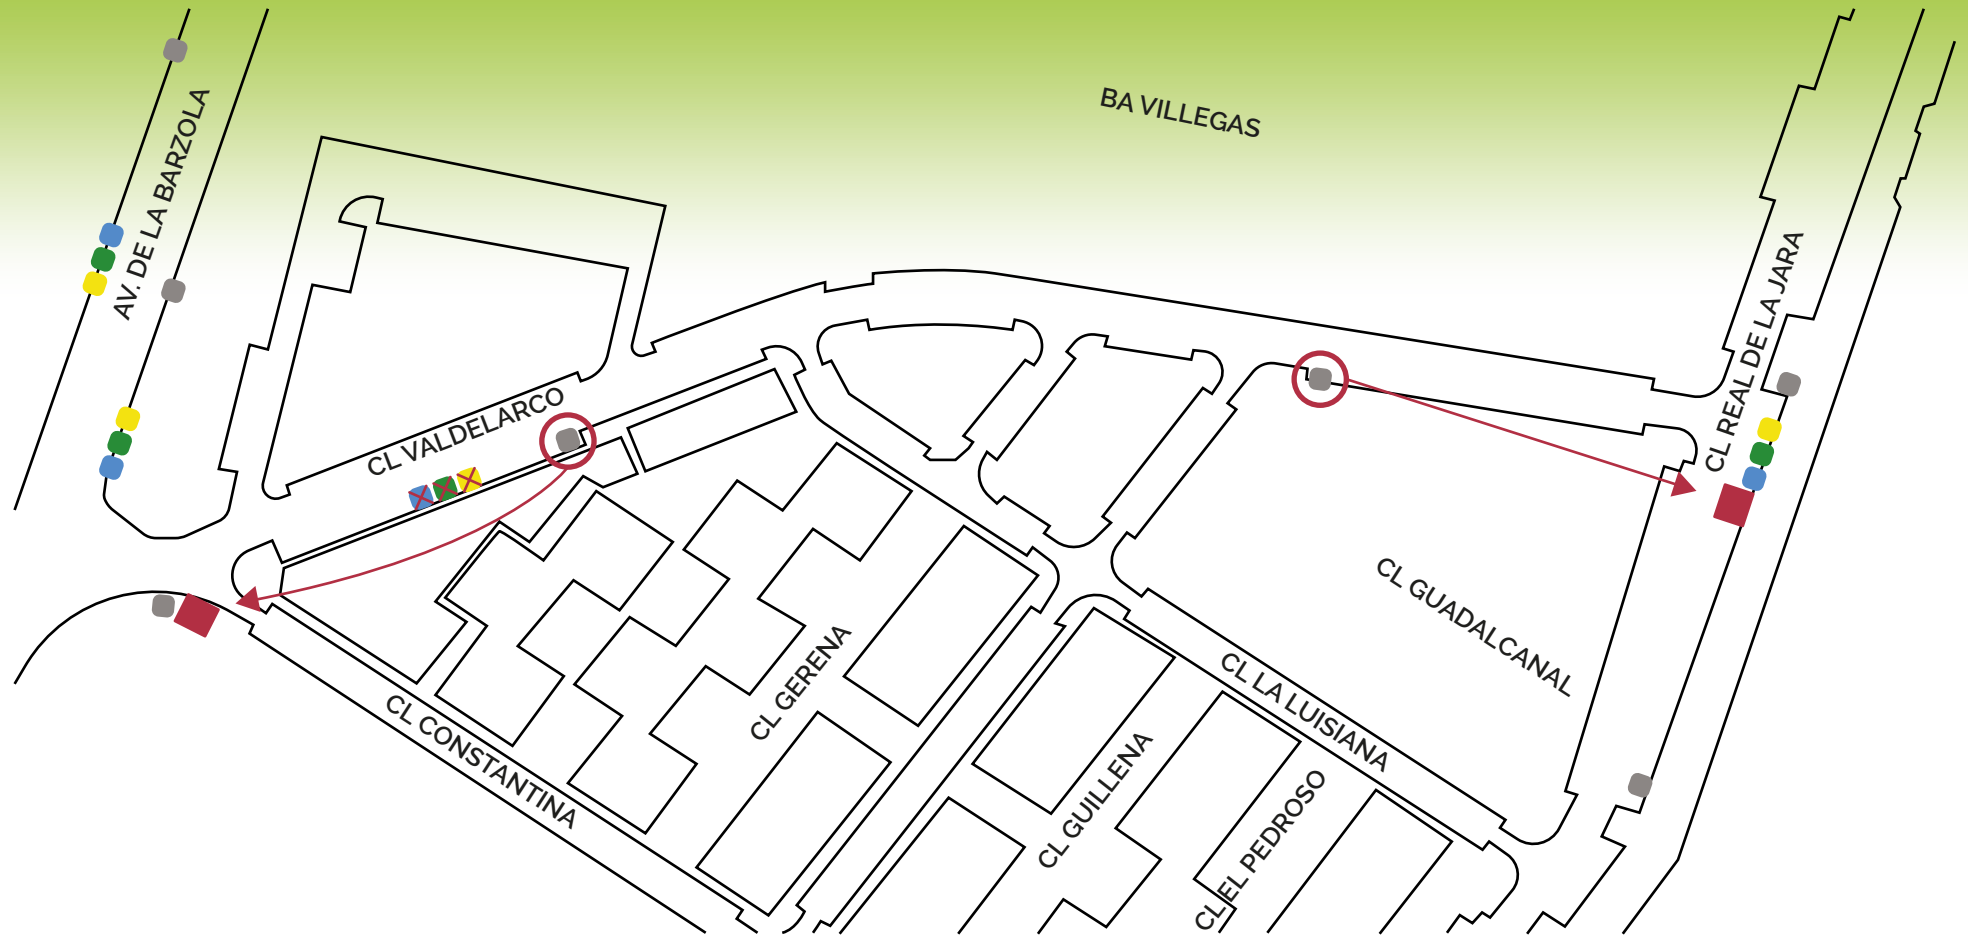 BA VILLEGAS
AV. DE LA BARZOLA
CL REAL DE LA JARA
CL VALDELARCO
CL GUADALCANAL
CL GERENA
CL LA LUISIANA
CL CONSTANTINA
CL GUILLENA
CL EL PEDROSO